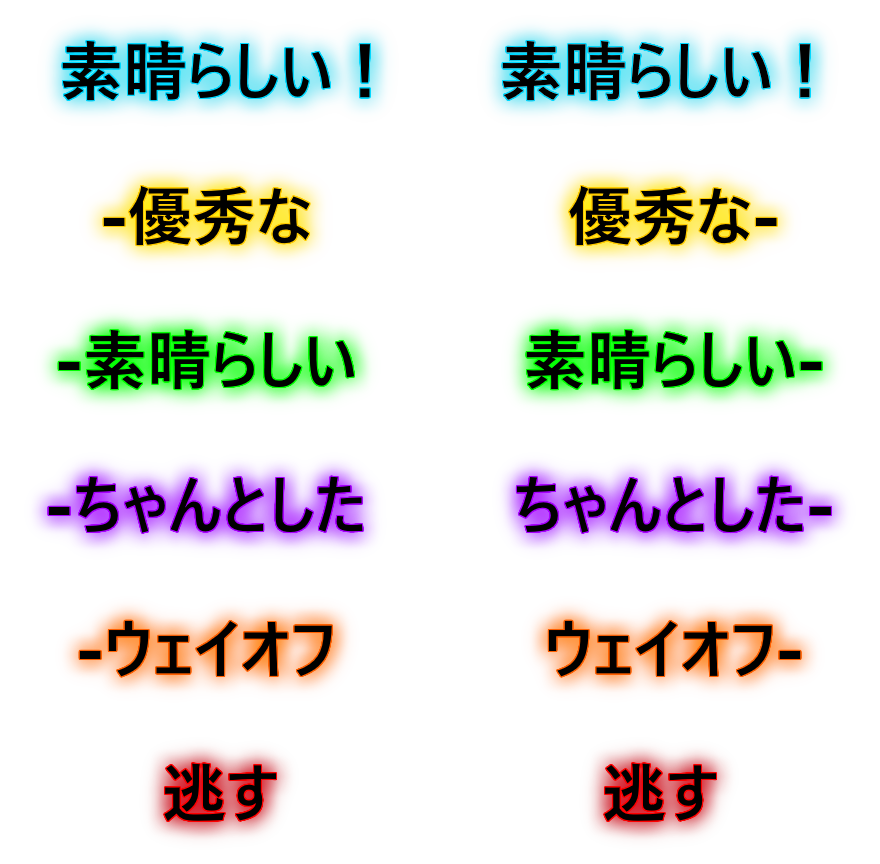 素晴らしい！ 素晴らしい！
-優秀な 優秀な-
-素晴らしい 素晴らしい-
-ちゃんとした ちゃんとした-
-ウェイオフ ウェイオフ-
逃す 逃す